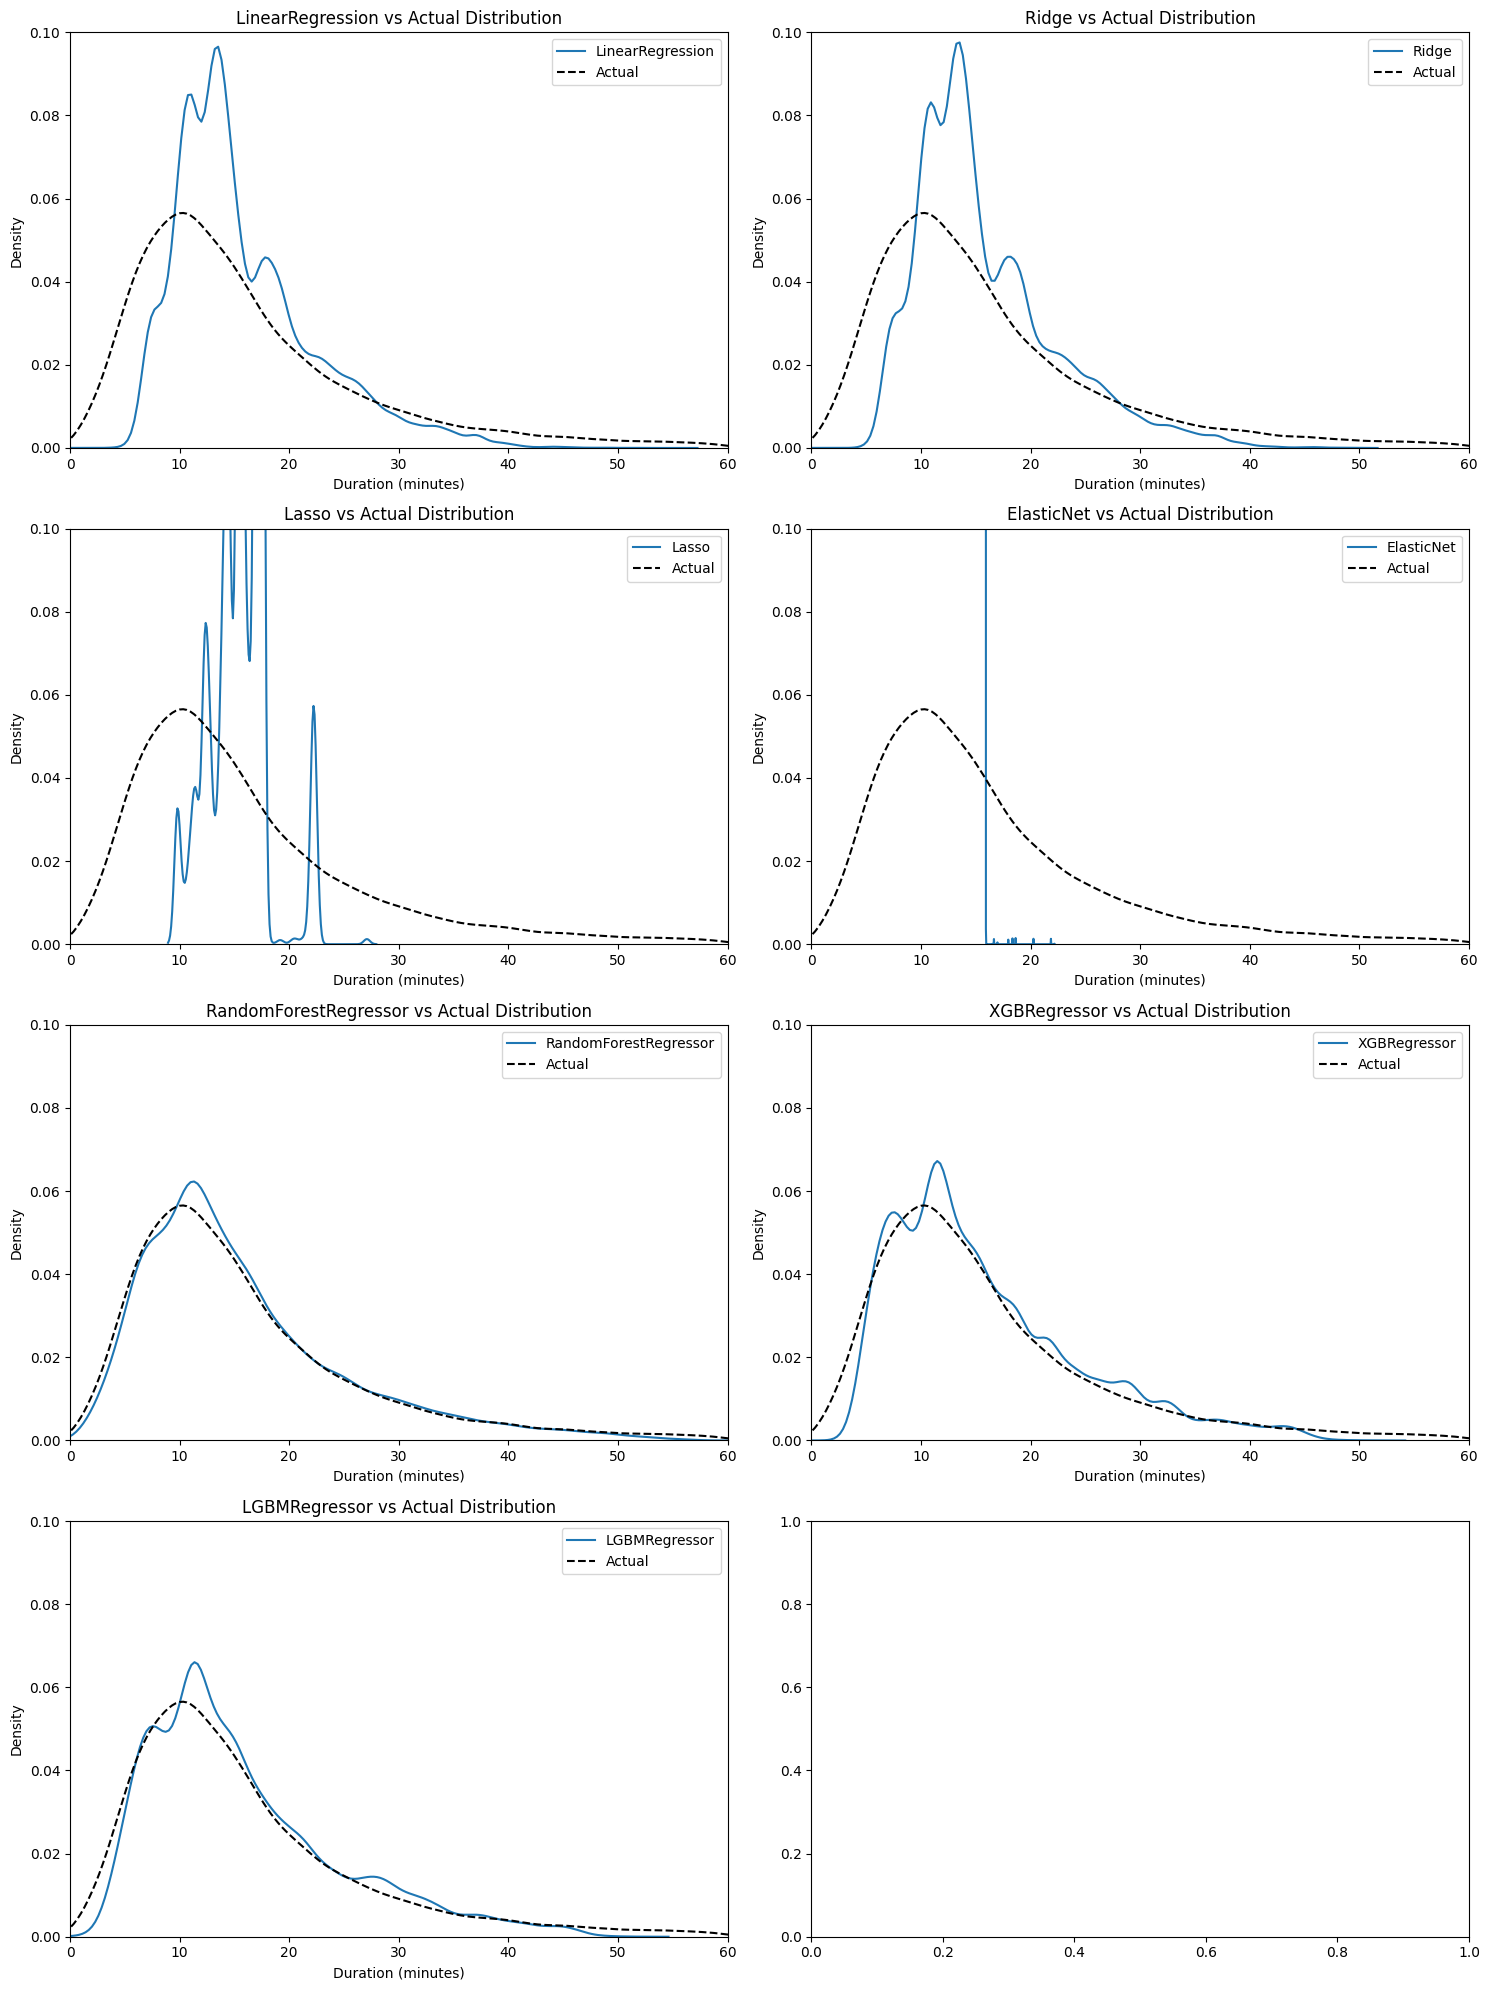 LinearRegression vs Actual Distribution
LinearRegression
Actual
0.10
0.08
0.06
0.04
0.02
0.00
Density
0 10 20 30 40 50 60
Duration (minutes)
Ridge vs Actual Distribution
Ridge
Actual
0.10
0.08
0.06
0.04
0.02
0.00
Density
0 10 20 30 40 50 60
Duration (minutes)
Lasso vs Actual Distribution
Lasso
Actual
0.10
0.08
0.06
0.04
0.02
0.00
Density
0 10 20 30 40 50 60
Duration (minutes)
ElasticNet vs Actual Distribution
ElasticNet
Actual
0.10
0.08
0.06
0.04
0.02
0.00
Density
0 10 20 30 40 50 60
Duration (minutes)
RandomForestRegressor vs Actual Distribution
RandomForestRegressor
Actual
0.10
0.08
0.06
0.04
0.02
0.00
Density
0 10 20 30 40 50 60
Duration (minutes)
XGBRegressor vs Actual Distribution
XGBRegressor
Actual
0.10
0.08
0.06
0.04
0.02
0.00
Density
0 10 20 30 40 50 60
Duration (minutes)
LGBMRegressor vs Actual Distribution
LGBMRegressor
Actual
0.10
0.08
0.06
0.04
0.02
0.00
Density
0 10 20 30 40 50 60
Duration (minutes)
1.0
0.8
0.6
0.4
0.2
0.0
0.0 0.2 0.4 0.6 0.8 1.0